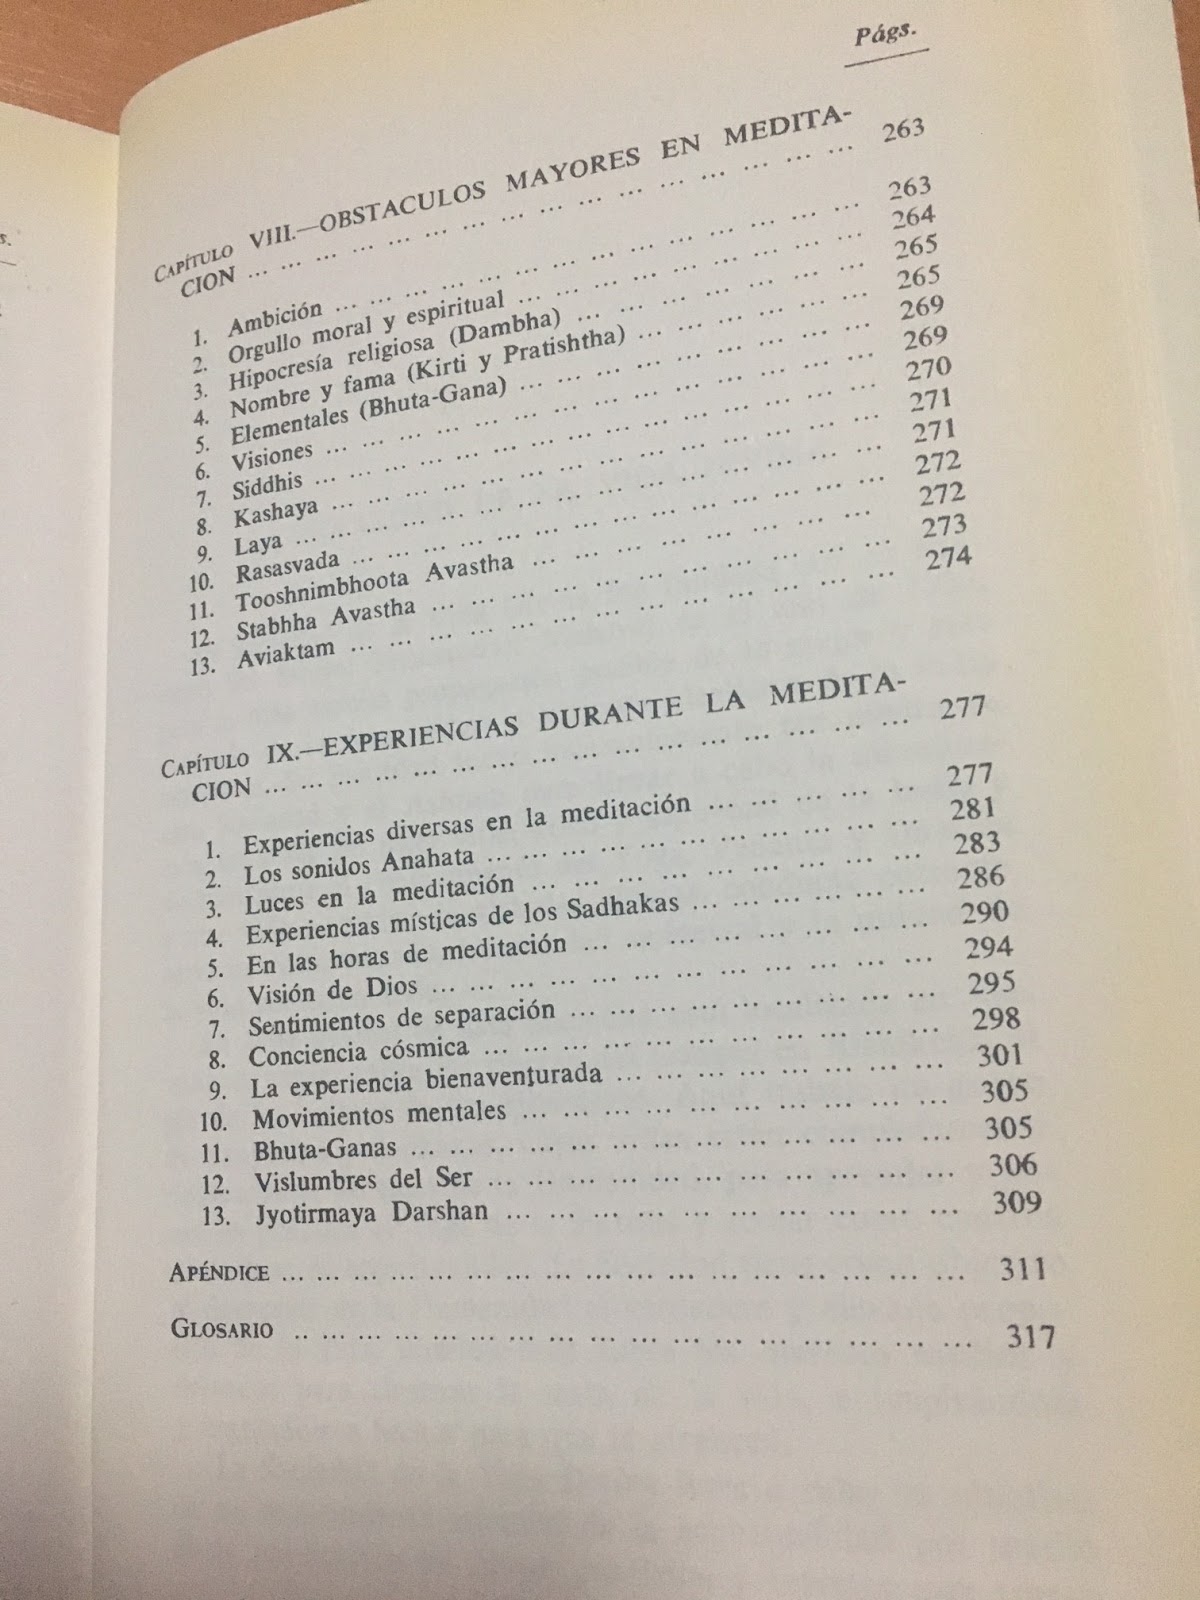 s.
Págs.
CAPÍTULO VIII.—OBSTACULOS MAYORES EN MEDITA-
CION ... ... ... ... ... ... ... ... ... ... ... ... ... ... ... 263
1. Ambición ... ... ... ... ... ... ... ... ... ... ... ... ... 263
2. Orgullo moral y espiritual ... ... ... ... ... ... ... ... ... 264
3. Hipocresía religiosa (Dambha) ... ... ... ... ... ... ... ... 265
4. Nombre y fama (Kirti y Pratishtha) ... ... ... ... ... ... 265
5. Elementales (Bhuta-Gana) ... ... ... ... ... ... ... ... ... 269
6. Visiones ... ... ... ... ... ... ... ... ... ... ... ... ... 269
7. Siddhis ... ... ... ... ... ... ... ... ... ... ... ... ... ... 270
8. Kashaya ... ... ... ... ... ... ... ... ... ... ... ... ... 271
9. Laya ... ... ... ... ... ... ... ... ... ... ... ... ... ... 271
10. Rasasvada ... ... ... ... ... ... ... ... ... ... ... ... ... 272
11. Tooshnimbhoota Avastha ... ... ... ... ... ... ... ... ... 272
12. Stabhha Avastha ... ... ... ... ... ... ... ... ... ... ... 273
13. Aviaktam ... ... ... ... ... ... ... ... ... ... ... ... ... 274
CAPÍTULO IX.—EXPERIENCIAS DURANTE LA MEDITA-
CION ... ... ... ... ... ... ... ... ... ... ... ... ... ... ... 277
1. Experiencias diversas en la meditación ... ... ... ... ... 277
2. Los sonidos Anahata ... ... ... ... ... ... ... ... ... ... 281
3. Luces en la meditación ... ... ... ... ... ... ... ... ... 283
4. Experiencias místicas de los Sadhakas ... ... ... ... ... ... 286
5. En las horas de meditación ... ... ... ... ... ... ... ... 290
6. Visión de Dios ... ... ... ... ... ... ... ... ... ... ... ... 294
7. Sentimientos de separación ... ... ... ... ... ... ... ... ... 295
8. Conciencia cósmica ... ... ... ... ... ... ... ... ... ... ... 298
9. La experiencia bienaventurada ... ... ... ... ... ... ... ... 301
10. Movimientos mentales ... ... ... ... ... ... ... ... ... ... 305
11. Bhuta-Ganas ... ... ... ... ... ... ... ... ... ... ... ... ... 305
12. Vislumbres del Ser ... ... ... ... ... ... ... ... ... ... ... 306
13. Jyotirmaya Darshan ... ... ... ... ... ... ... ... ... ... 309
APÉNDICE ... ... ... ... ... ... ... ... ... ... ... ... ... ... ... ... 311
GLOSARIO .. ... ... ... ... ... ... ... ... ... ... ... ... ... ... ... 317